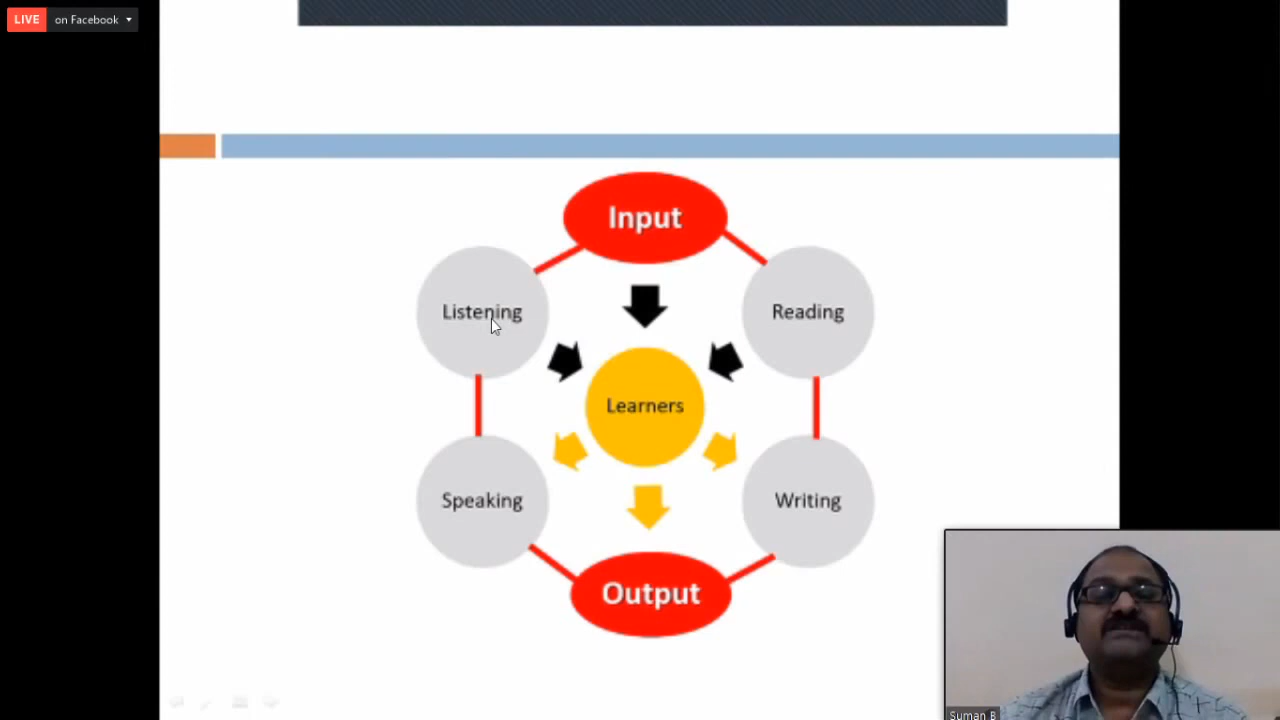 LIVE on Facebook
Input
Listening
Reading
Learners
Speaking
Writing
Output
Suman B